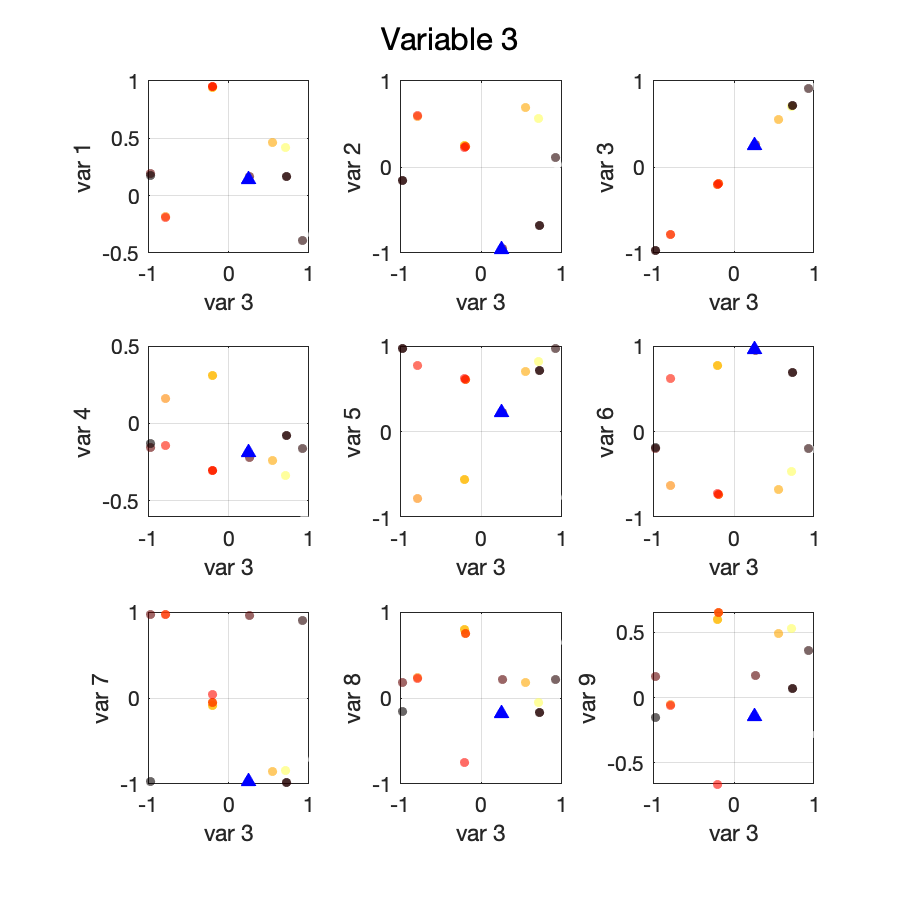 Variable 3
1
0.5
0
-0.5
-1 0 1
var 1
var 3
1
0
-1
-1 0 1
var 2
var 3
1
0
-1
-1 0 1
var 3
var 3
0.5
0
-0.5
-1 0 1
var 4
var 3
1
0
-1
-1 0 1
var 5
var 3
1
0
-1
-1 0 1
var 6
var 3
1
0
-1
-1 0 1
var 7
var 3
1
0
-1
-1 0 1
var 8
var 3
0.5
0
-0.5
-1 0 1
var 9
var 3